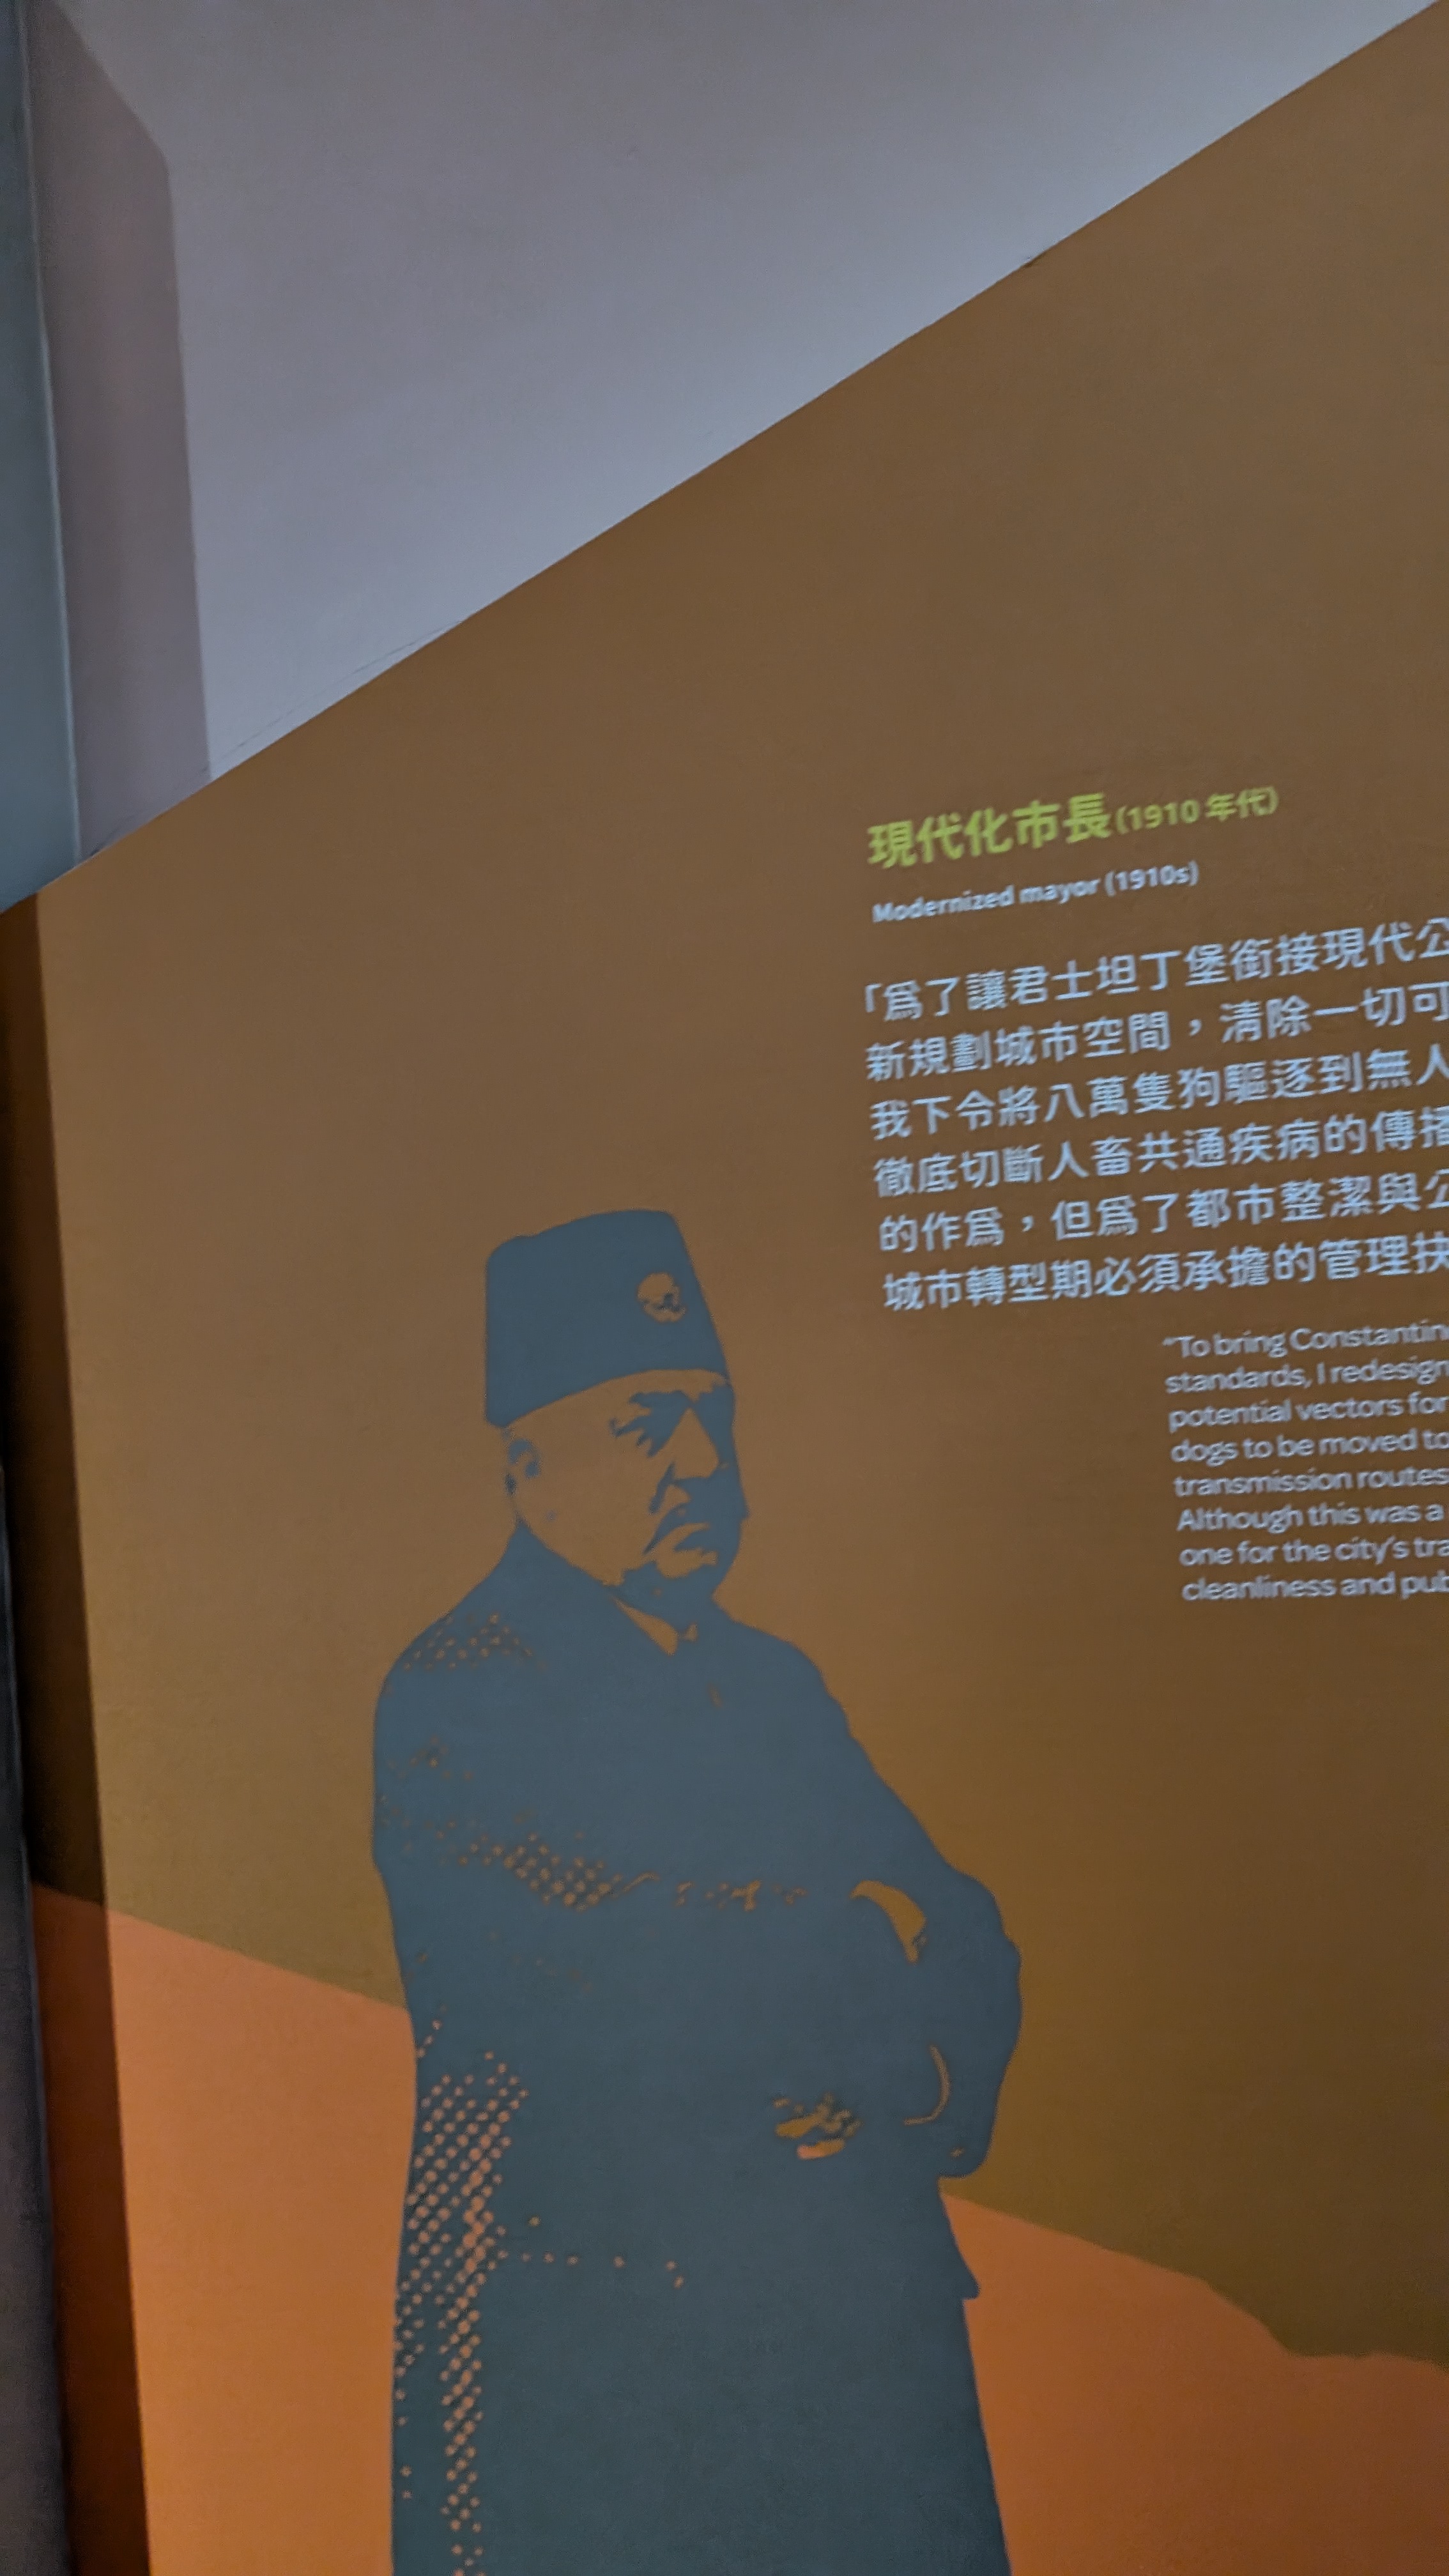 現代化市長(1910 年代)
Modernized mayor (1910s)
「爲了讓君士坦丁堡銜接現代公
新規劃城市空間，清除一切可
我下令將八萬隻狗驅逐到無人
徹底切斷人畜共通疾病的傳播
的作爲，但爲了都市整潔與公
城市轉型期必須承擔的管理抉
“To bring Constantin
standards, I redesign
potential vectors for
dogs to be moved to
transmission routes
Although this was a
one for the city's tra
cleanliness and pub